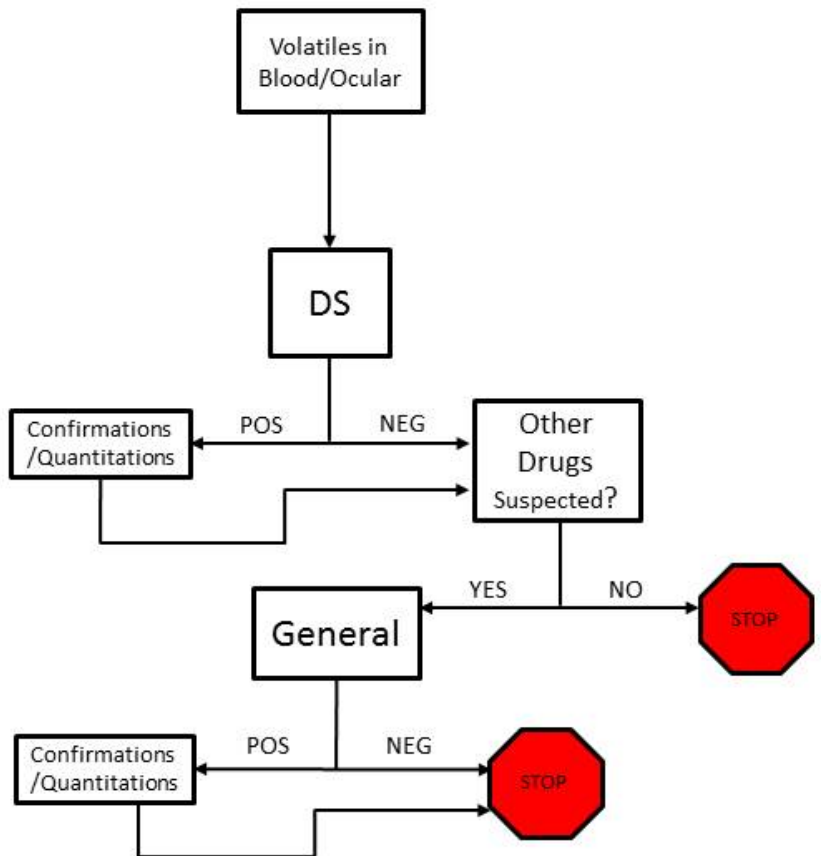 Volatiles in
Blood/Ocular
DS
POS
NEG
Confirmations
/Quantitations
Other
Drugs
Suspected?
YES
NO
STOP
General
POS
NEG
Confirmations
/Quantitations
STOP